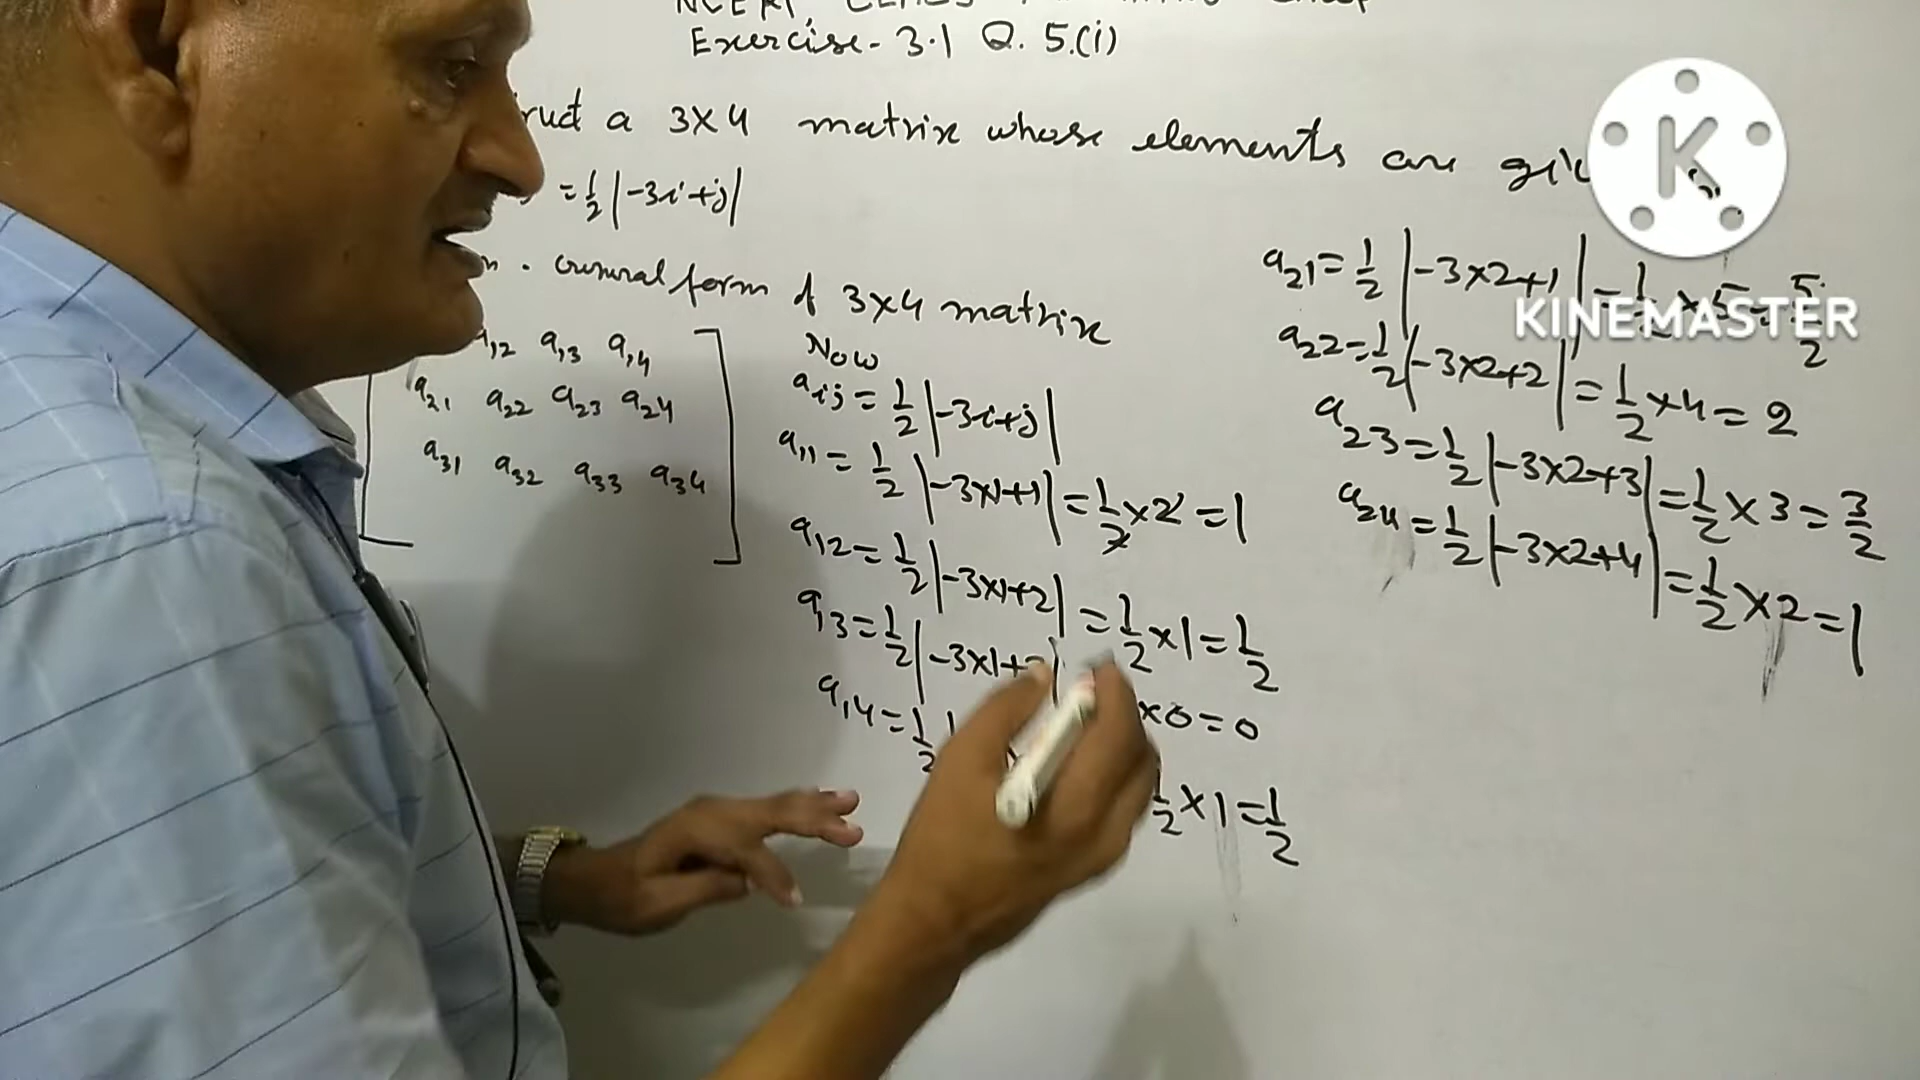 Exercise - 3.1 Q. 5.(i)
a 3×4 matrix whose elements are
= 1/2 |-3i+j|
form of 3×4 matrix
a12 a13 a14
a21 a22 a23 a24
a31 a32 a33 a34
Now
aij = 1/2 |-3i+j|
a11 = 1/2 |-3×1+1| = 1/2 ×2 = 1
a12 = 1/2 |-3×1+2| = 1/2 ×1 = 1/2
a13 = 1/2 |-3×1+ ×0 = 0
a14 = 1/2 | 1/2 ×1 = 1/2
a21 = 1/2 |-3×2+1| = 1/2 ×5 = 5/2
a22 = 1/2 |-3×2+2| = 1/2 ×4 = 2
a23 = 1/2 |-3×2+3| = 1/2 ×3 = 3/2
a24 = 1/2 |-3×2+4| = 1/2 ×2 = 1
K
KINEMASTER